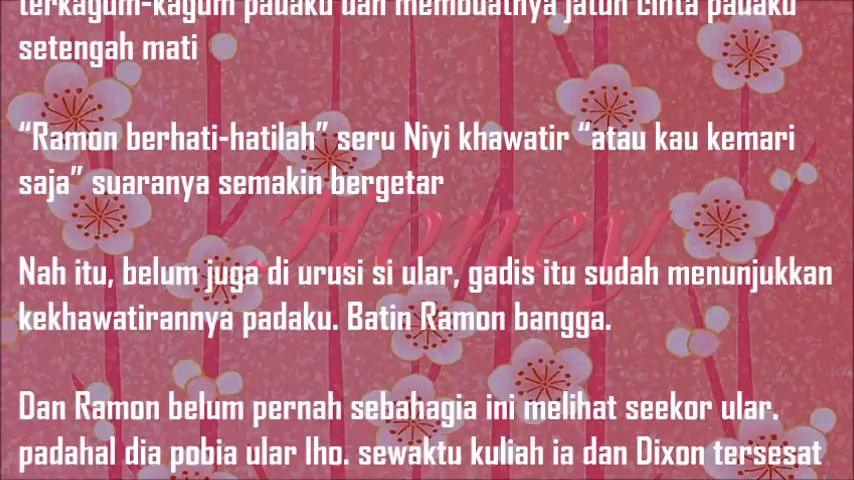 terkagum-kagum padaku dan membuatnya jatuh cinta padaku
setengah mati
“Ramon berhati-hatilah” seru Niyi khawatir “atau kau kemari
saja” suaranya semakin bergetar
Honey
Nah itu, belum juga di urusi si ular, gadis itu sudah menunjukkan
kekhawatirannya padaku. Batin Ramon bangga.
Dan Ramon belum pernah sebahagia ini melihat seekor ular.
padahal dia pobia ular lho. sewaktu kuliah ia dan Dixon tersesat